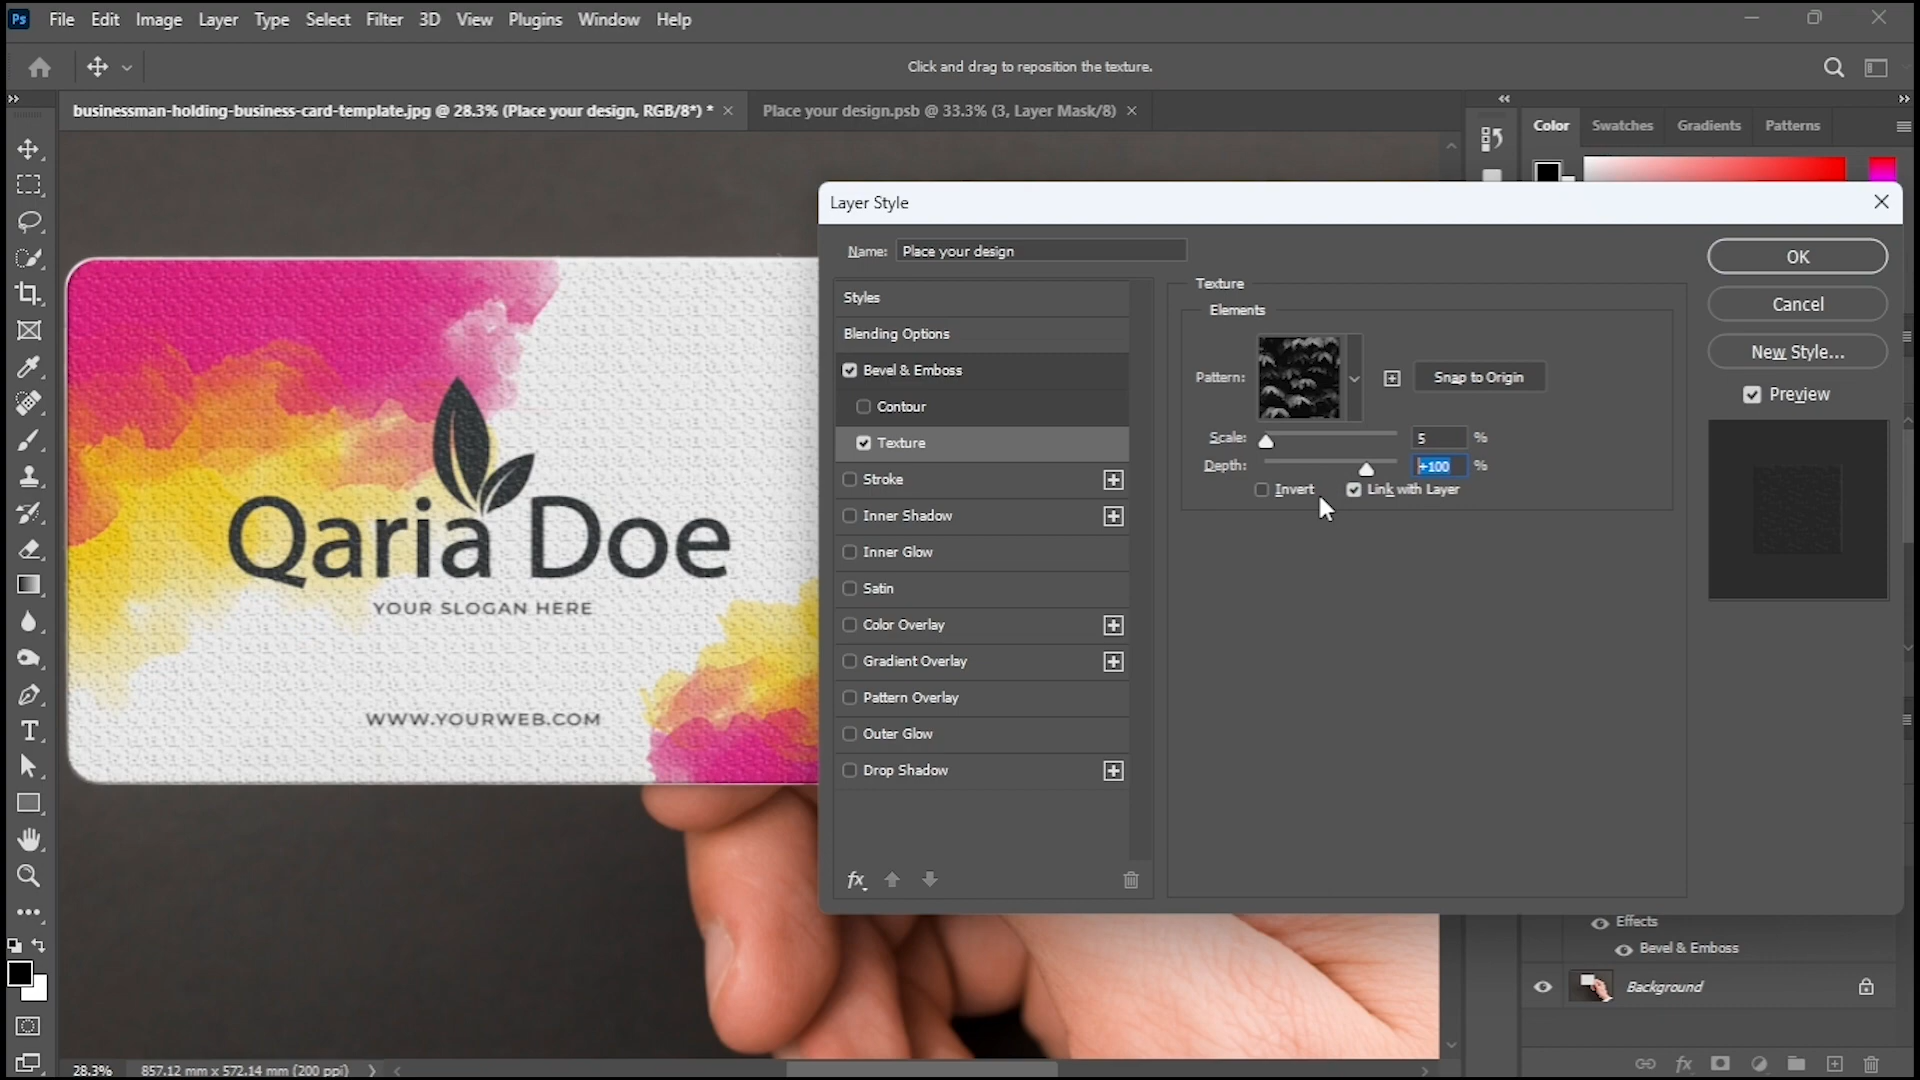 Ps File Edit Image Layer Type Select Filter 3D View Plugins Window Help
Click and drag to reposition the texture.
businessman-holding-business-card-template.jpg @ 28.3% (Place your design, RGB/8*) *
Place your design.psb @ 33.3% (3, Layer Mask/8)
Color Swatches Gradients Patterns
Qaria Doe
YOUR SLOGAN HERE
WWW.YOURWEB.COM
Layer Style
Name: Place your design
Styles
Blending Options
Bevel & Emboss
Contour
Texture
Stroke
Inner Shadow
Inner Glow
Satin
Color Overlay
Gradient Overlay
Pattern Overlay
Outer Glow
Drop Shadow
fx
Texture
Elements
Pattern:
Snap to Origin
Scale: 5 %
Depth: +100 %
Invert Link with Layer
OK
Cancel
New Style...
Preview
Effects
Bevel & Emboss
Background
fx
28.3% 857.12 mm x 572.14 mm (200 ppi)